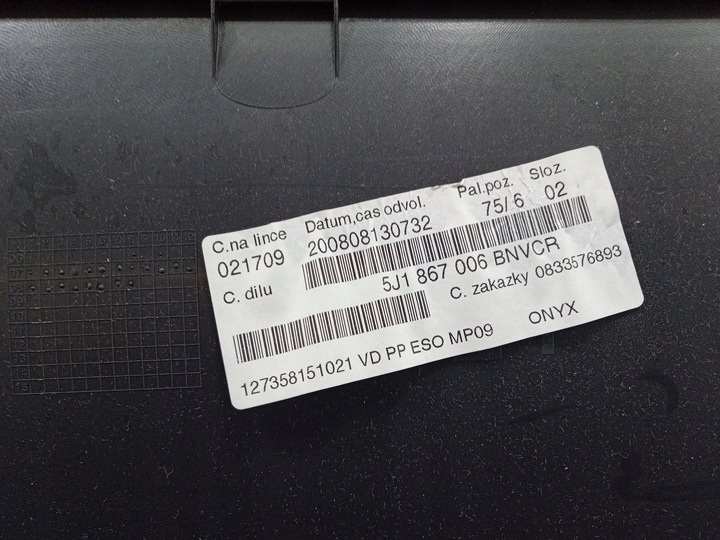 C.na lince Datum,cas odvol. Pal.poz. Sloz.
021709 200808130732 75/ 6 02
C. dilu 5J1 867 006 BNVCR
C. zakazky 0833576893
127358151021 VD PP ESO MP09 ONYX